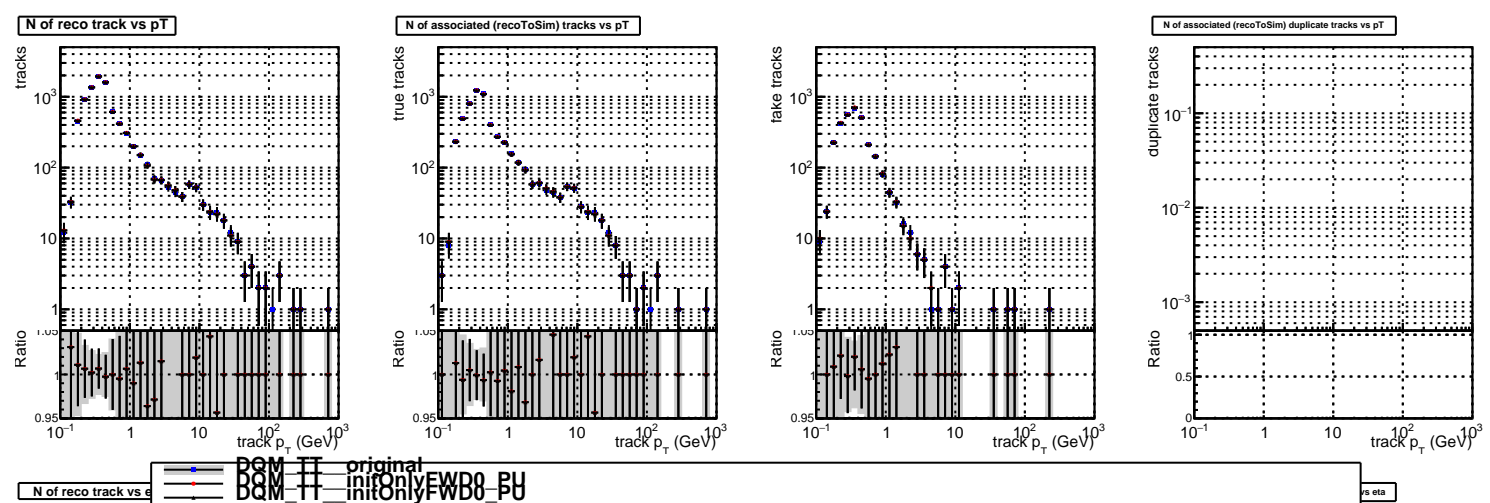 N of reco track vs pT
N of associated (recoToSim) tracks vs pT
N of associated (recoToSim) duplicate tracks vs pT
tracks
10³
10²
10
1
Ratio
1.05
1
0.95
10⁻¹ 1 10 10² 10³
track p_T (GeV)
true tracks
10³
10²
10
1
Ratio
1.05
1
0.95
10⁻¹ 1 10 10² 10³
track p_T (GeV)
fake tracks
10³
10²
10
1
Ratio
1.05
1
0.95
10⁻¹ 1 10 10² 10³
track p_T (GeV)
duplicate tracks
10⁻¹
10⁻²
10⁻³
Ratio
1
0.5
0
10⁻¹ 1 10 10² 10³
track p_T (GeV)
DQM_TT__original
DQM_TT__initOnlyFWD0_PU
DQM_TT__initOnlyFWD0_PU
N of reco track vs e
vs eta